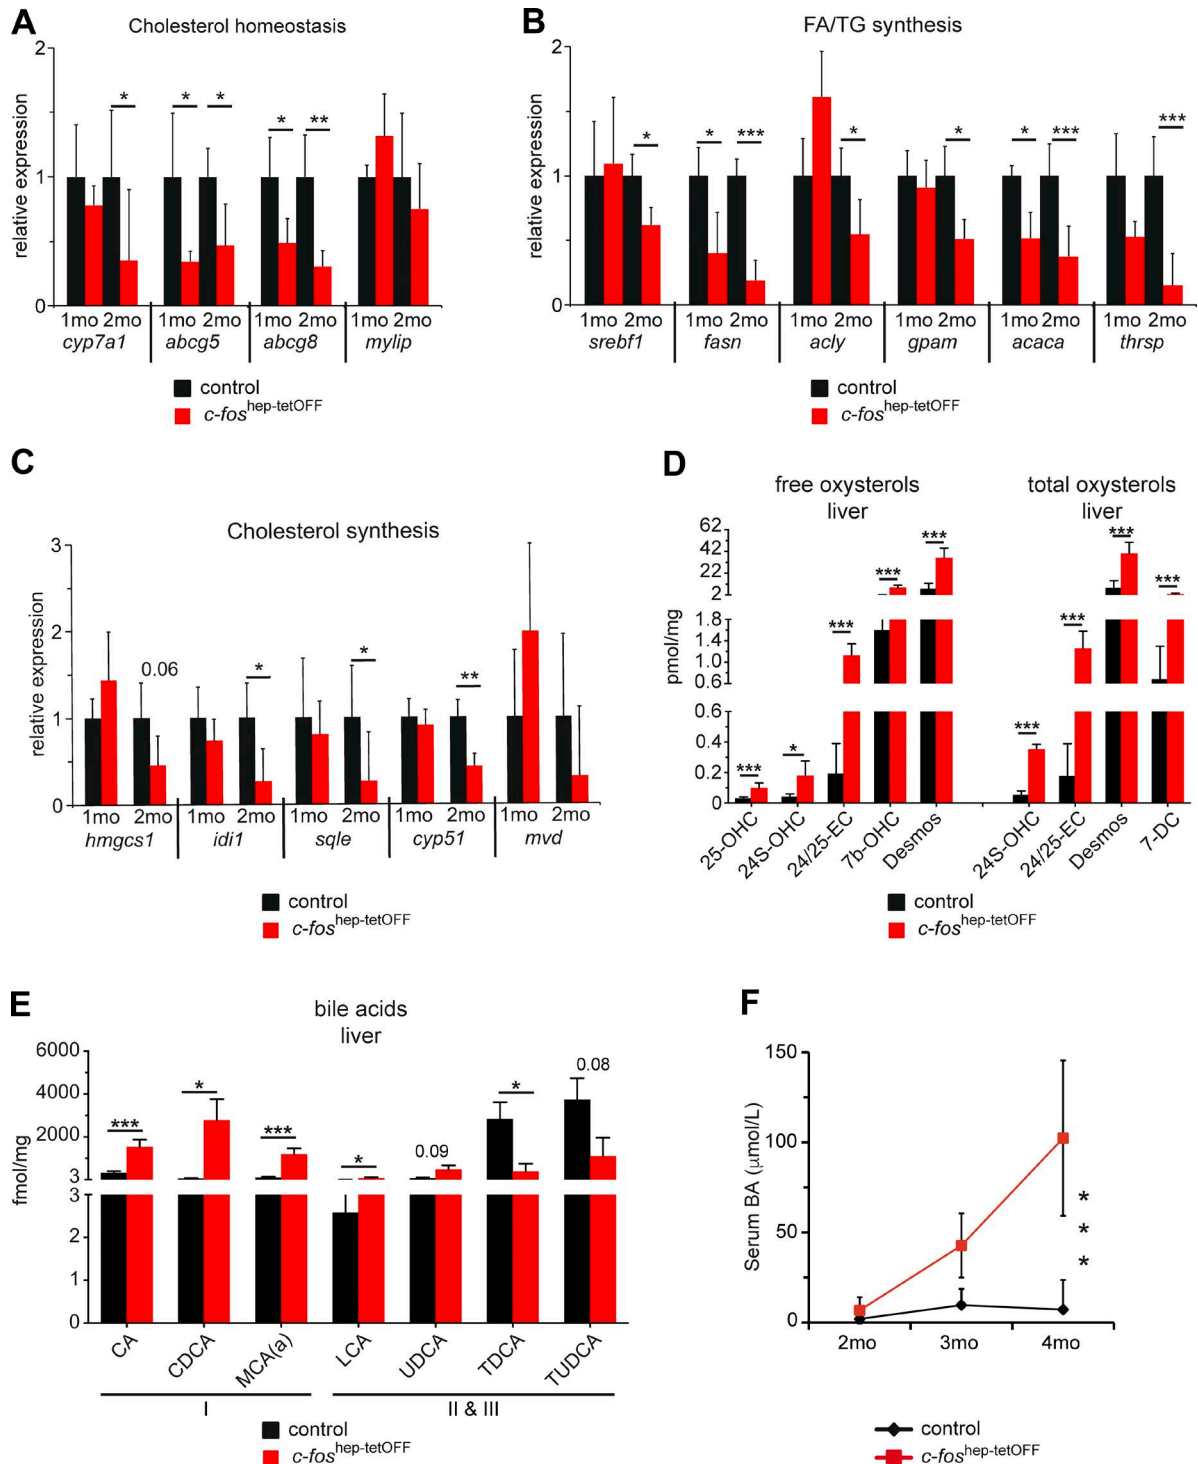 A
Cholesterol homeostasis
2
1
0
relative expression
* * * * **
1mo 2mo 1mo 2mo 1mo 2mo 1mo 2mo
cyp7a1 abcg5 abcg8 mylip
control
c-fos hep-tetOFF
B
FA/TG synthesis
2
1
0
relative expression
* * *** * * * *** ***
1mo 2mo 1mo 2mo 1mo 2mo 1mo 2mo 1mo 2mo 1mo 2mo
srebf1 fasn acly gpam acaca thrsp
control
c-fos hep-tetOFF
C
Cholesterol synthesis
3
2
1
0
relative expression
0.06 * * **
1mo 2mo 1mo 2mo 1mo 2mo 1mo 2mo 1mo 2mo
hmgcs1 idi1 sqle cyp51 mvd
control
c-fos hep-tetOFF
D
free oxysterols
liver
total oxysterols
liver
62
42
22
2
1.8
1.4
1.0
0.6
0.6
0.4
0.2
0
pmol/mg
*** * *** *** *** *** *** *** ***
25-OHC 24S-OHC 24/25-EC 7b-OHC Desmos 24S-OHC 24/25-EC Desmos 7-DC
control
c-fos hep-tetOFF
E
bile acids
liver
6000
4000
2000
3
3
2
1
0
fmol/mg
*** * *** * 0.09 * 0.08
CA CDCA MCA(a) LCA UDCA TDCA TUDCA
I II & III
control
c-fos hep-tetOFF
F
150
100
50
0
Serum BA (µmol/L)
***
2mo 3mo 4mo
control
c-fos hep-tetOFF